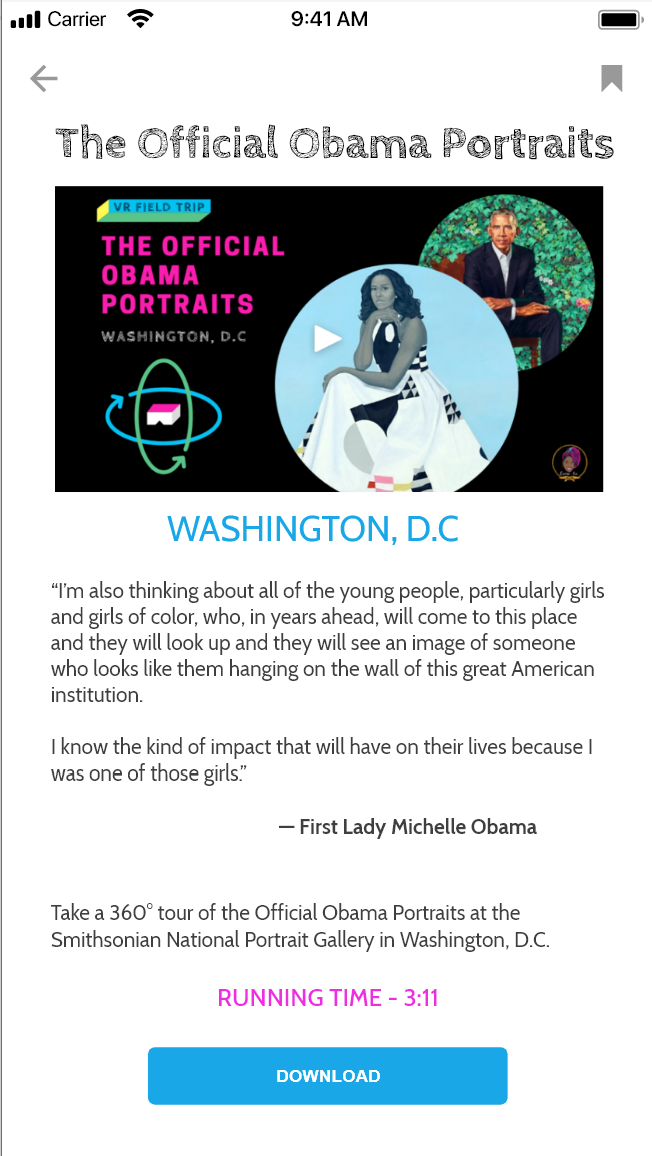 Carrier
9:41 AM
The Official Obama Portraits
VR FIELD TRIP
THE OFFICIAL
OBAMA
PORTRAITS
WASHINGTON, D.C
WASHINGTON, D.C
“I’m also thinking about all of the young people, particularly girls
and girls of color, who, in years ahead, will come to this place
and they will look up and they will see an image of someone
who looks like them hanging on the wall of this great American
institution.
I know the kind of impact that will have on their lives because I
was one of those girls.”
— First Lady Michelle Obama
Take a 360° tour of the Official Obama Portraits at the
Smithsonian National Portrait Gallery in Washington, D.C.
RUNNING TIME - 3:11
DOWNLOAD